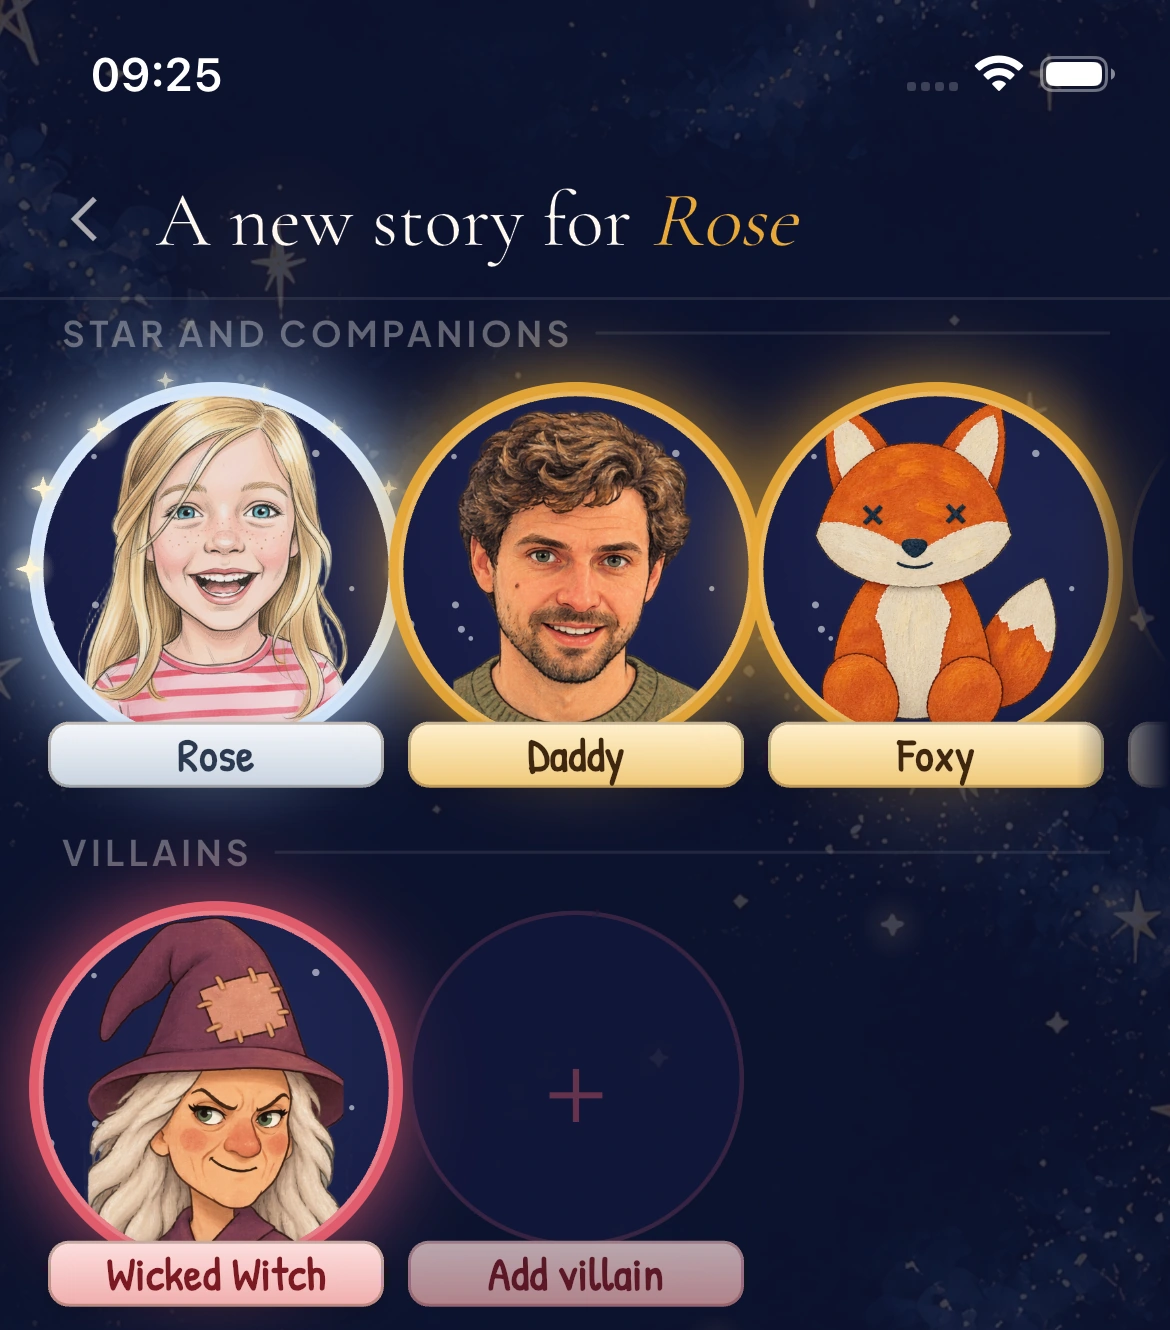 09:25
A new story for Rose
STAR AND COMPANIONS
Rose
Daddy
Foxy
VILLAINS
Wicked Witch
Add villain